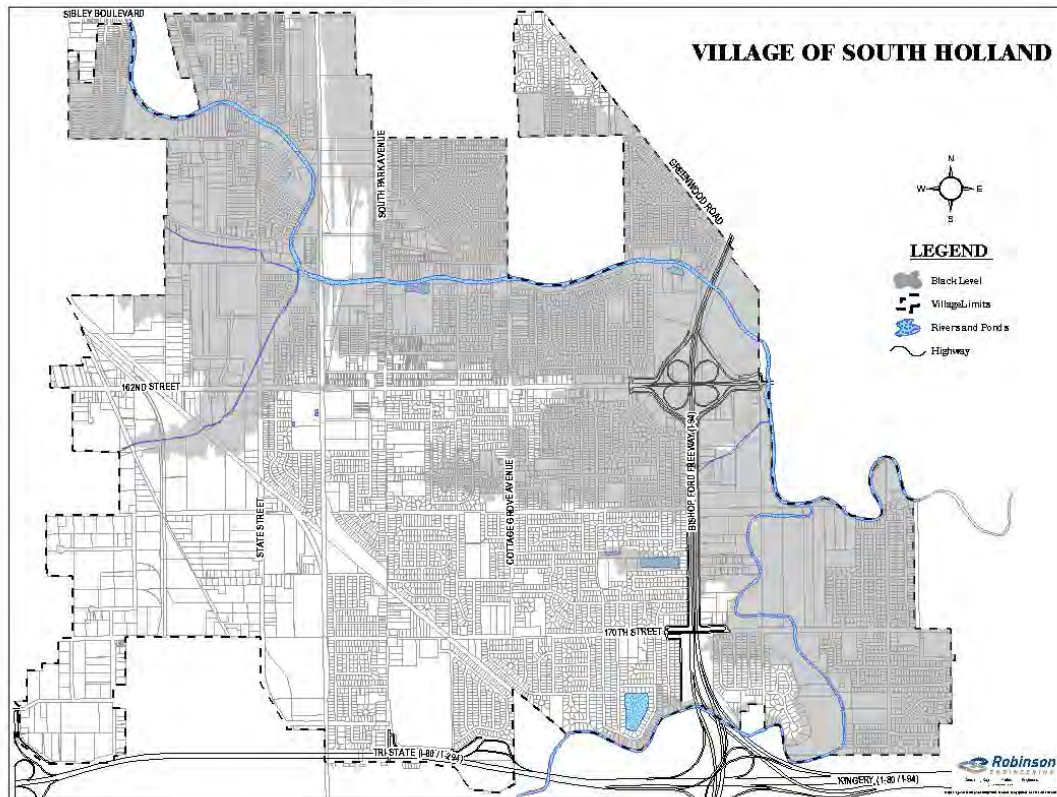 SIBLEY BOULEVARD
VILLAGE OF SOUTH HOLLAND
SOUTH PARK AVENUE
GREENWOOD ROAD
N
W
E
S
LEGEND
Black Level
Village Limits
Rivers and Ponds
Highway
162ND STREET
STATE STREET
COTTAGE GROVE AVENUE
BISHOP FORD FREEWAY (I-94)
170TH STREET
TRI-STATE (I-80 / I-294)
KINGERY (I-80 / I-94)
Robinson
ENGINEERING